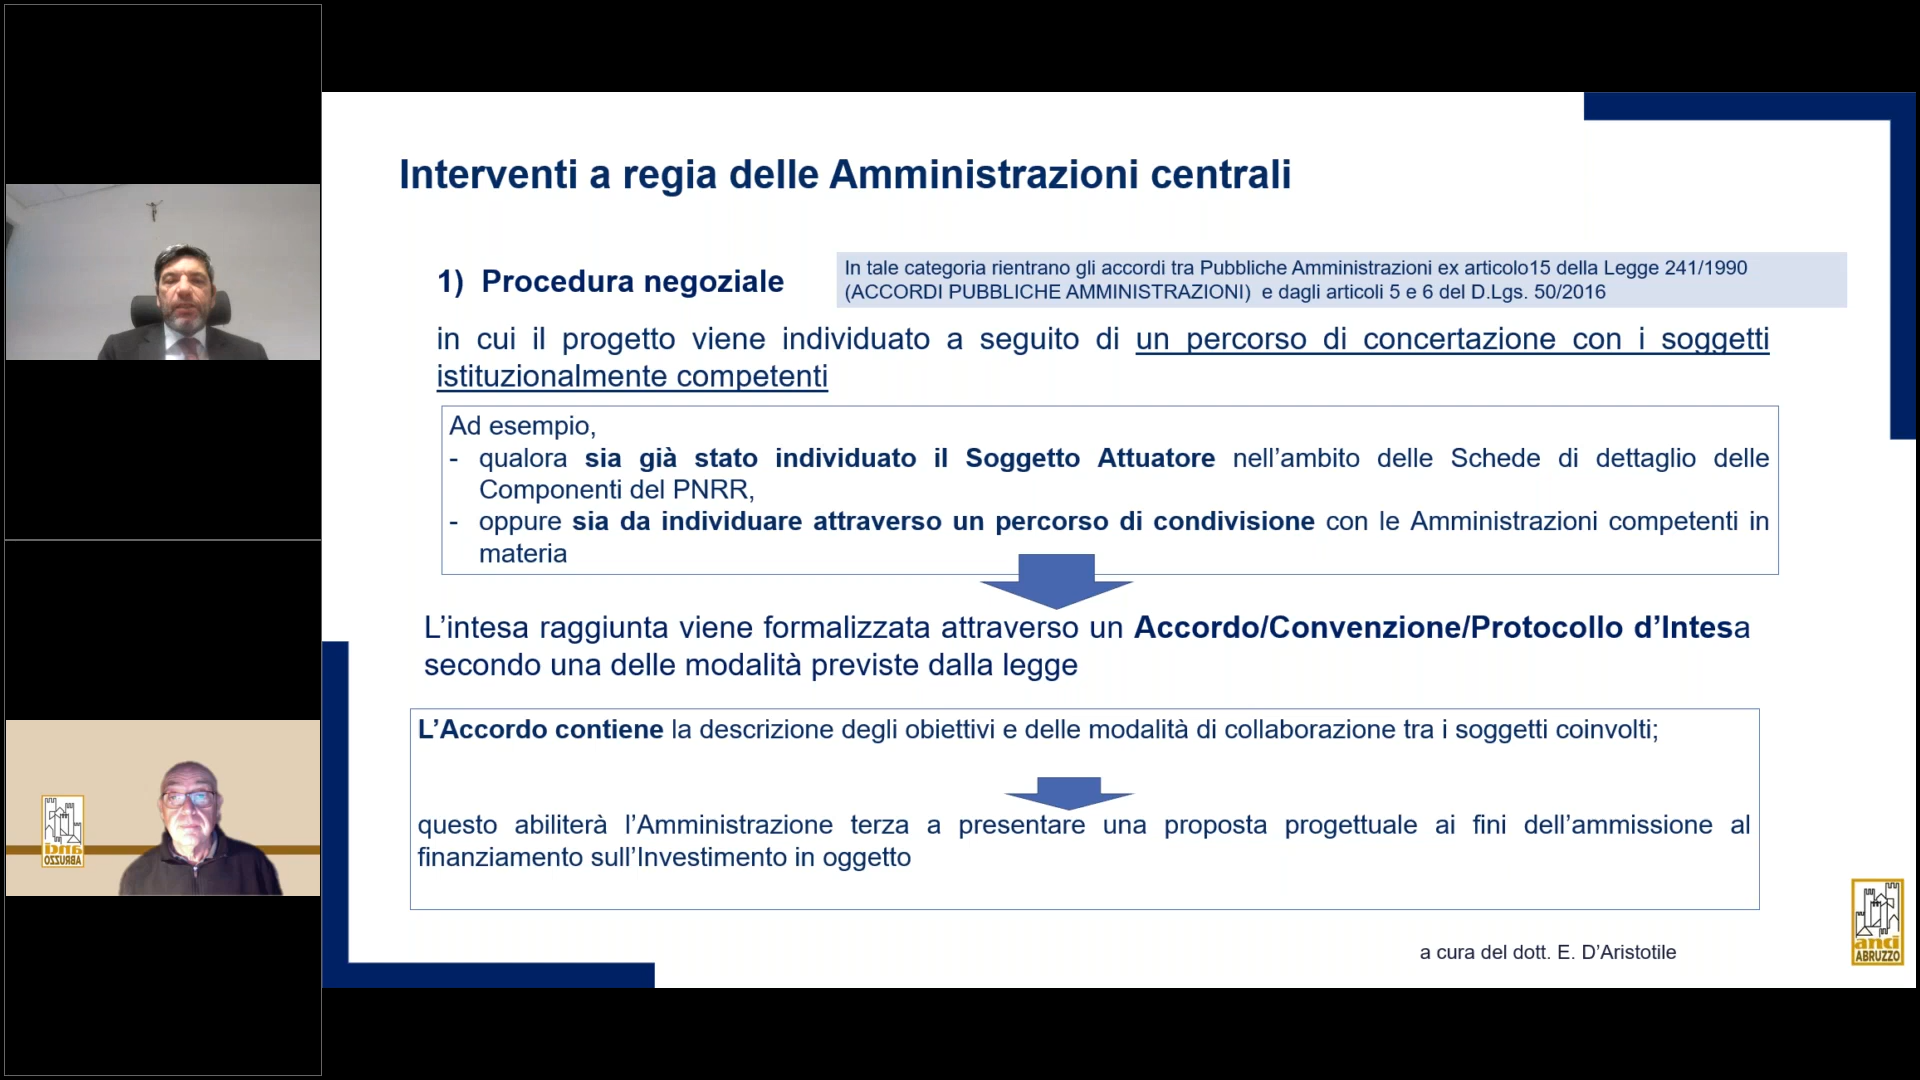 Interventi a regia delle Amministrazioni centrali
1) Procedura negoziale
In tale categoria rientrano gli accordi tra Pubbliche Amministrazioni ex articolo15 della Legge 241/1990
(ACCORDI PUBBLICHE AMMINISTRAZIONI) e dagli articoli 5 e 6 del D.Lgs. 50/2016
in cui il progetto viene individuato a seguito di un percorso di concertazione con i soggetti
istituzionalmente competenti
Ad esempio,
- qualora sia già stato individuato il Soggetto Attuatore nell’ambito delle Schede di dettaglio delle
Componenti del PNRR,
- oppure sia da individuare attraverso un percorso di condivisione con le Amministrazioni competenti in
materia
L’intesa raggiunta viene formalizzata attraverso un Accordo/Convenzione/Protocollo d’Intesa
secondo una delle modalità previste dalla legge
L’Accordo contiene la descrizione degli obiettivi e delle modalità di collaborazione tra i soggetti coinvolti;
questo abiliterà l’Amministrazione terza a presentare una proposta progettuale ai fini dell’ammissione al
finanziamento sull’Investimento in oggetto
a cura del dott. E. D’Aristotile
anci
ABRUZZO
anci
ABRUZZO